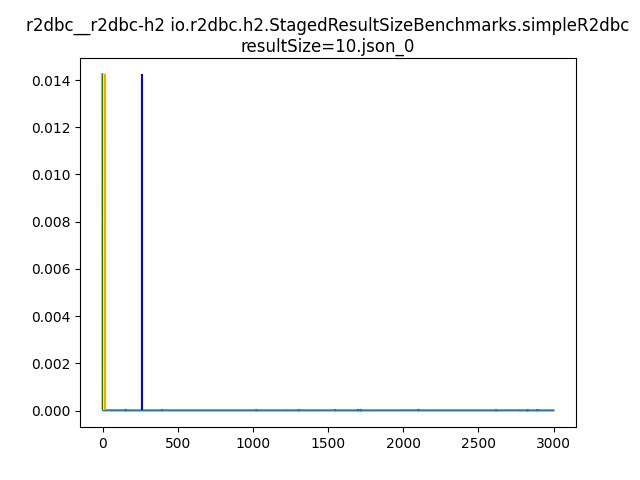 r2dbc__r2dbc-h2 io.r2dbc.h2.StagedResultSizeBenchmarks.simpleR2dbc
resultSize=10.json_0
0.014
0.012
0.010
0.008
0.006
0.004
0.002
0.000
0 500 1000 1500 2000 2500 3000